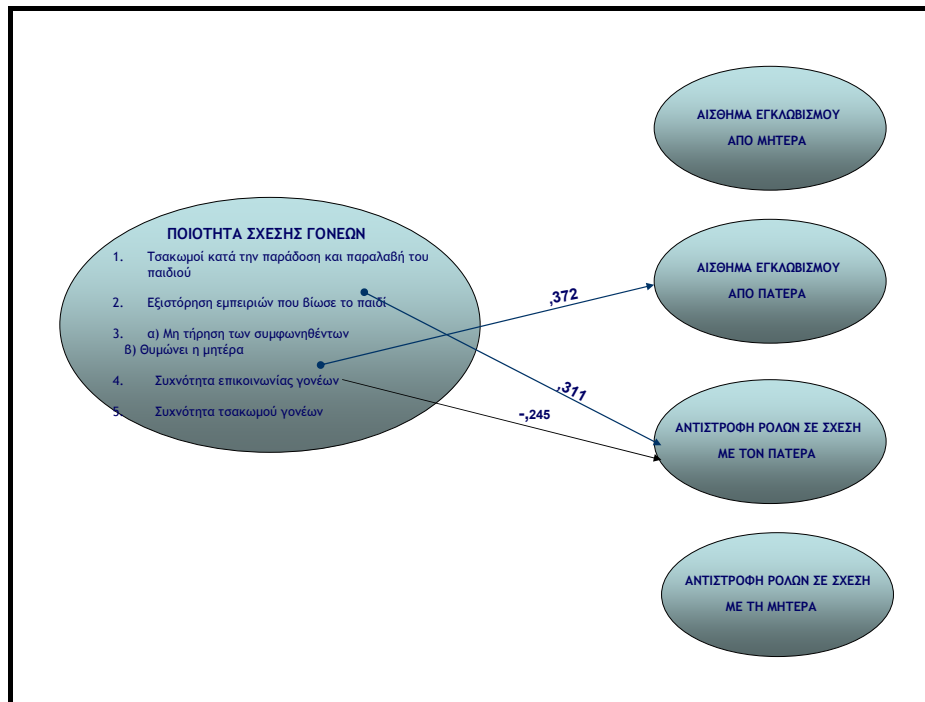 ΑΙΣΘΗΜΑ ΕΓΚΛΩΒΙΣΜΟΥ
ΑΠΟ ΜΗΤΕΡΑ
ΠΟΙΟΤΗΤΑ ΣΧΕΣΗΣ ΓΟΝΕΩΝ
1. Τσακωμοί κατά την παράδοση και παραλαβή του
παιδιού
2. Εξιστόρηση εμπειριών που βίωσε το παιδί
3. α) Μη τήρηση των συμφωνηθέντων
β) Θυμώνει η μητέρα
4. Συχνότητα επικοινωνίας γονέων
5. Συχνότητα τσακωμού γονέων
ΑΙΣΘΗΜΑ ΕΓΚΛΩΒΙΣΜΟΥ
ΑΠΟ ΠΑΤΕΡΑ
,372
,311
-,245
ΑΝΤΙΣΤΡΟΦΗ ΡΟΛΩΝ ΣΕ ΣΧΕΣΗ
ΜΕ ΤΟΝ ΠΑΤΕΡΑ
ΑΝΤΙΣΤΡΟΦΗ ΡΟΛΩΝ ΣΕ ΣΧΕΣΗ
ΜΕ ΤΗ ΜΗΤΕΡΑ